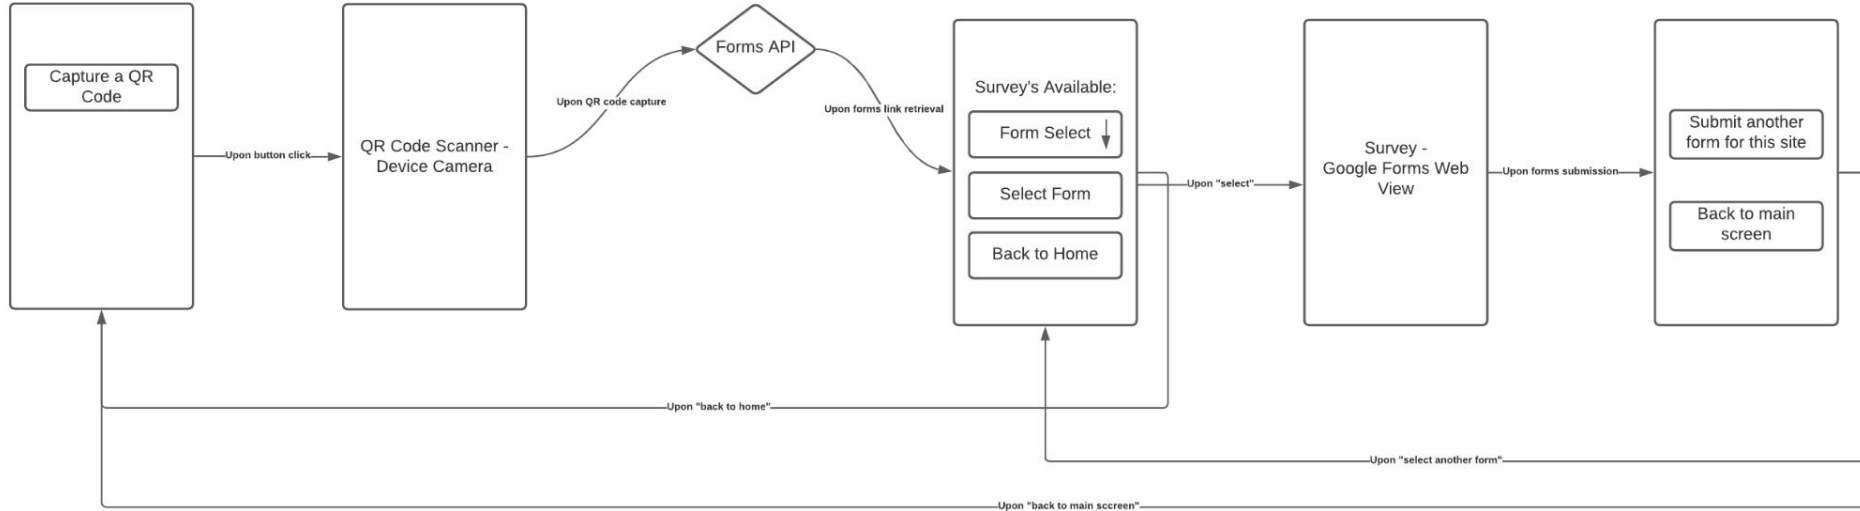 Capture a QR
Code
Upon button click
QR Code Scanner -
Device Camera
Upon QR code capture
Forms API
Upon forms link retrieval
Survey's Available:
Form Select
Select Form
Back to Home
Upon "select"
Survey -
Google Forms Web
View
Upon forms submission
Submit another
form for this site
Back to main
screen
Upon "back to home"
Upon "select another form"
Upon "back to main sccreen"